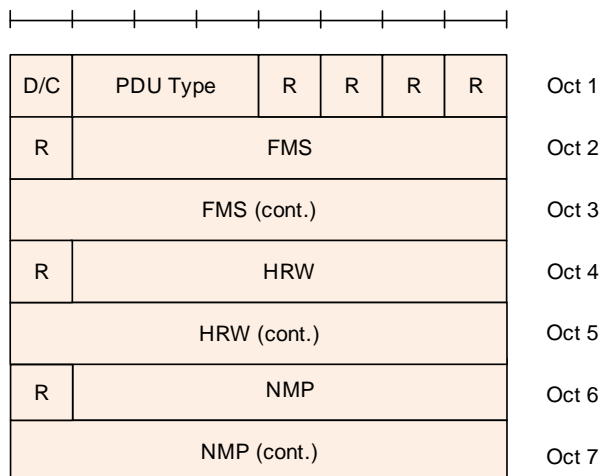 D/C PDU Type R R R R Oct 1
R FMS Oct 2
FMS (cont.) Oct 3
R HRW Oct 4
HRW (cont.) Oct 5
R NMP Oct 6
NMP (cont.) Oct 7